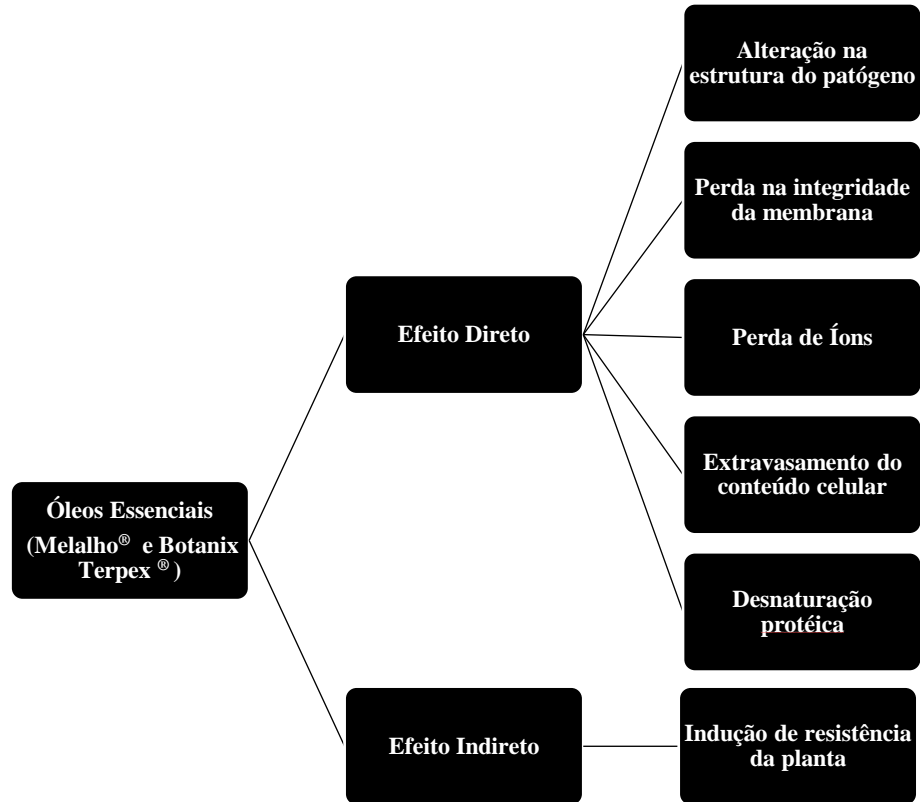 Alteração na
estrutura do patógeno
Perda na integridade
da membrana
Efeito Direto
Perda de Íons
Extravasamento do
conteúdo celular
Óleos Essenciais
(Melalho® e Botanix
Terpex ® )
Desnaturação
protéica
Efeito Indireto
Indução de resistência
da planta